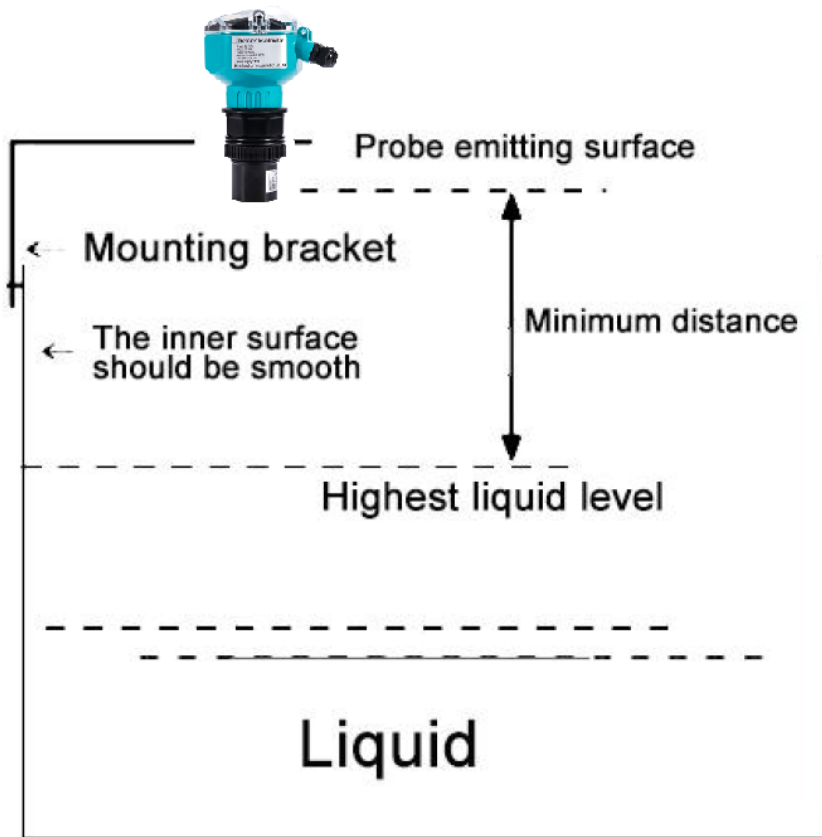 Probe emitting surface
Mounting bracket
Minimum distance
The inner surface
should be smooth
Highest liquid level
Liquid